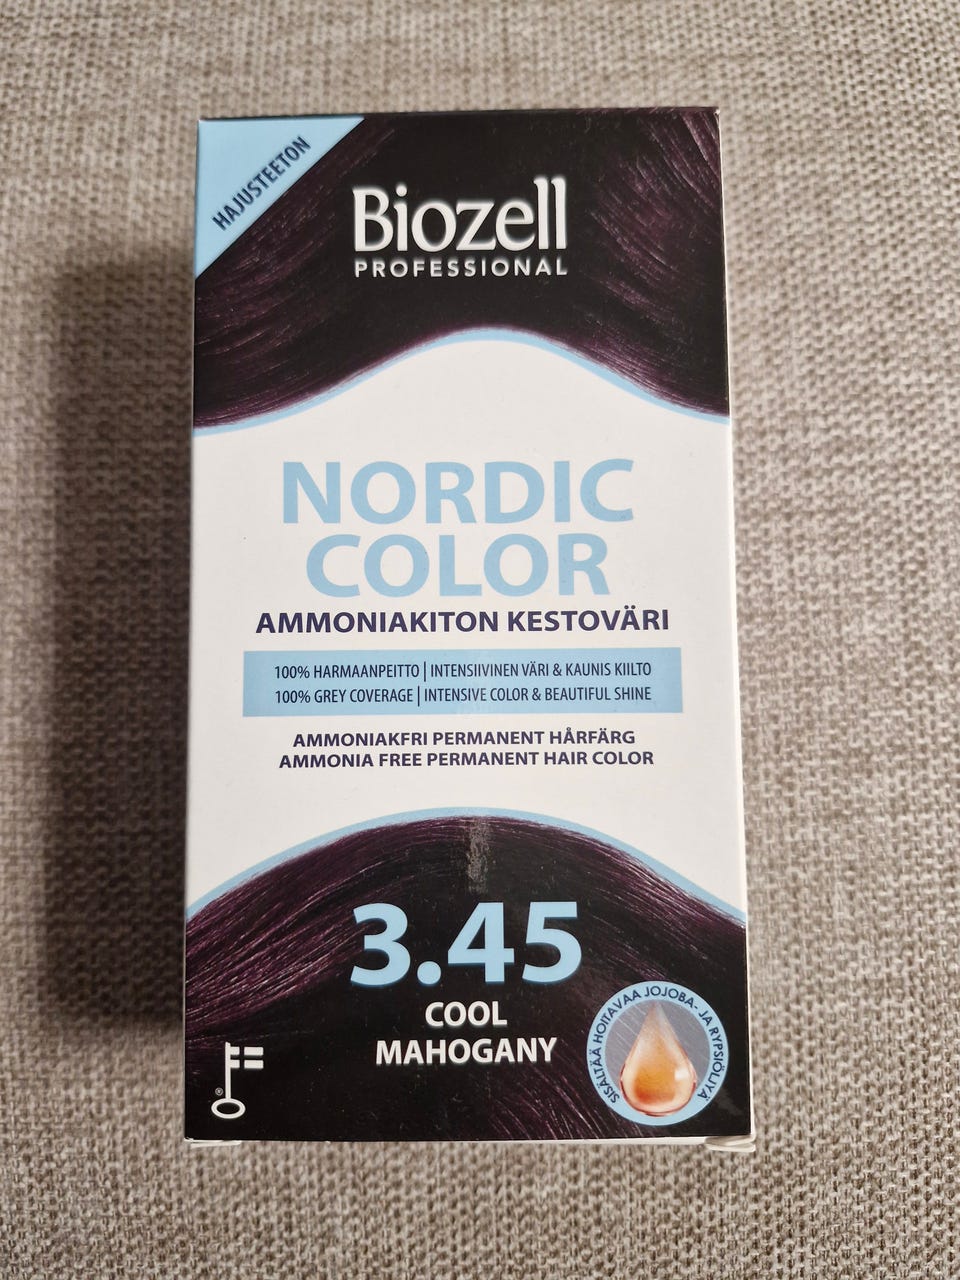 HAJUSTEETON
Biozell
PROFESSIONAL
NORDIC
COLOR
AMMONIAKITON KESTOVÄRI
100% HARMAANPEITTO | INTENSIIVINEN VÄRI & KAUNIS KIILTO
100% GREY COVERAGE | INTENSIVE COLOR & BEAUTIFUL SHINE
AMMONIAKFRI PERMANENT HÅRFÄRG
AMMONIA FREE PERMANENT HAIR COLOR
3.45
COOL
MAHOGANY
SISÄLTÄÄ HOITAVAA JOJOBA- JA RYPSIÖLJYÄ
®